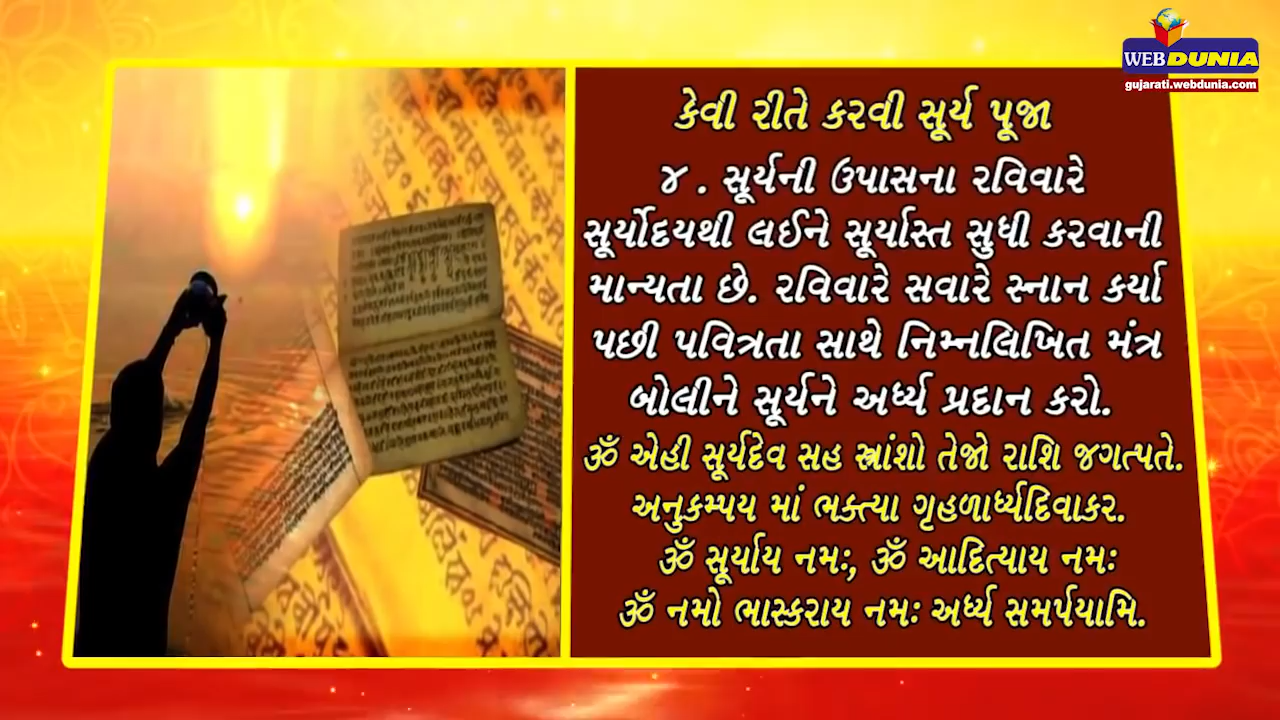 WEBDUNIA
gujarati.webdunia.com
કેવી રીતે કરવી સૂર્ય પૂજા
૪ . સૂર્યની ઉપાસના રવિવારે
સૂર્યોદયથી લઈને સૂર્યાસ્ત સુધી કરવાની
માન્યતા છે. રવિવારે સવારે સ્નાન કર્યા
પછી પવિત્રતા સાથે નિમ્નલિખિત મંત્ર
બોલીને સૂર્યને અર્ધ્ય પ્રદાન કરો.
ૐ એહી સૂર્યદેવ સહ સ્ત્રાંશો તેજો રાશિ જગત્પતે.
અનુકમ્પય માં ભક્ત્યા ગૃહળાર્ધ્યદિવાકર.
ૐ સૂર્યાય નમઃ, ૐ આદિત્યાય નમઃ
ૐ નમો ભાસ્કરાય નમઃ અર્ધ્ય સમર્પયામિ.